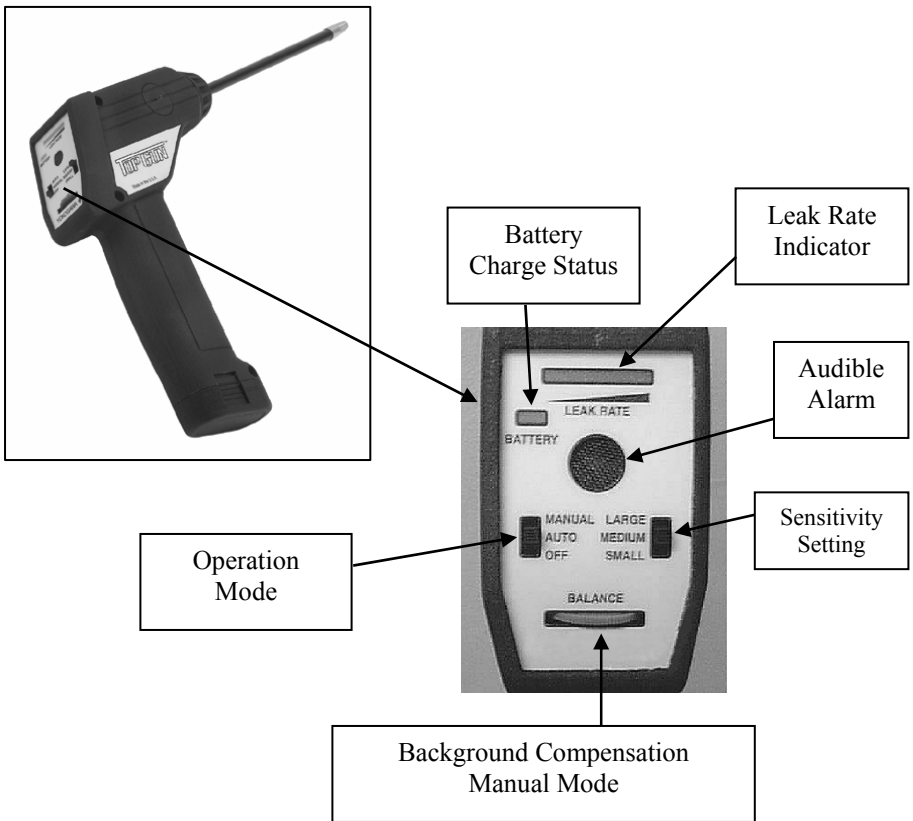 TOPGUN
Battery
Charge Status
Leak Rate
Indicator
LEAK RATE
BATTERY
Audible
Alarm
MANUAL
AUTO
OFF
LARGE
MEDIUM
SMALL
Operation
Mode
Sensitivity
Setting
BALANCE
Background Compensation
Manual Mode